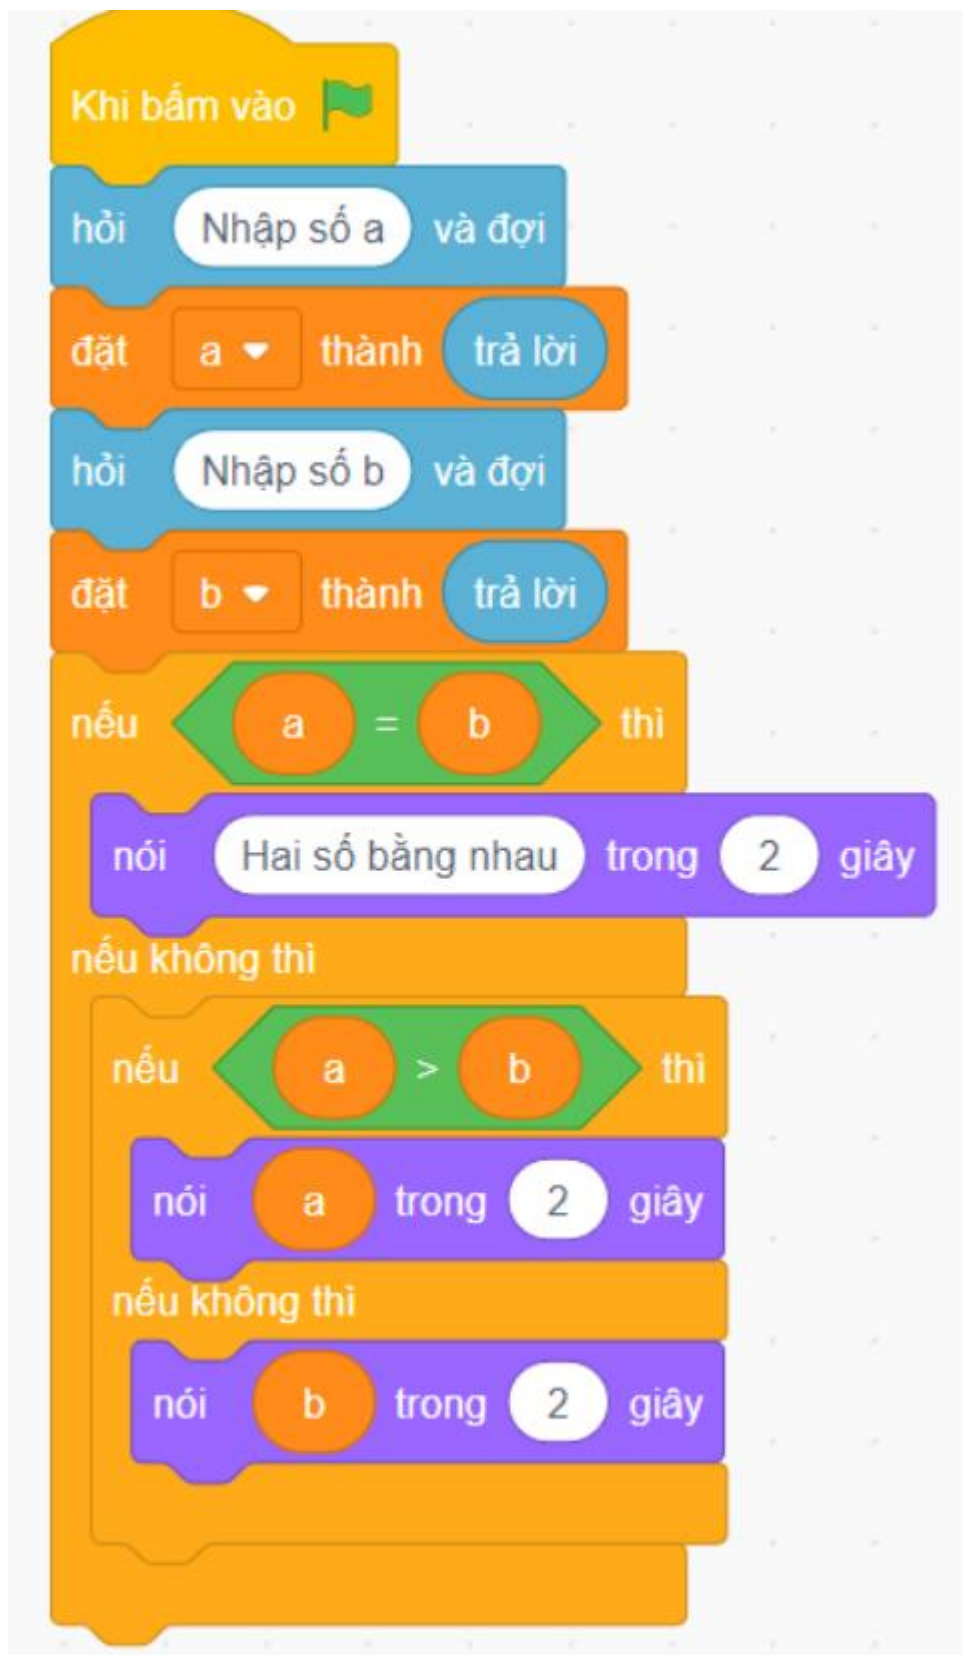 Khi bấm vào
hỏi Nhập số a và đợi
đặt a thành trả lời
hỏi Nhập số b và đợi
đặt b thành trả lời
nếu a = b thì
nói Hai số bằng nhau trong 2 giây
nếu không thì
nếu a > b thì
nói a trong 2 giây
nếu không thì
nói b trong 2 giây